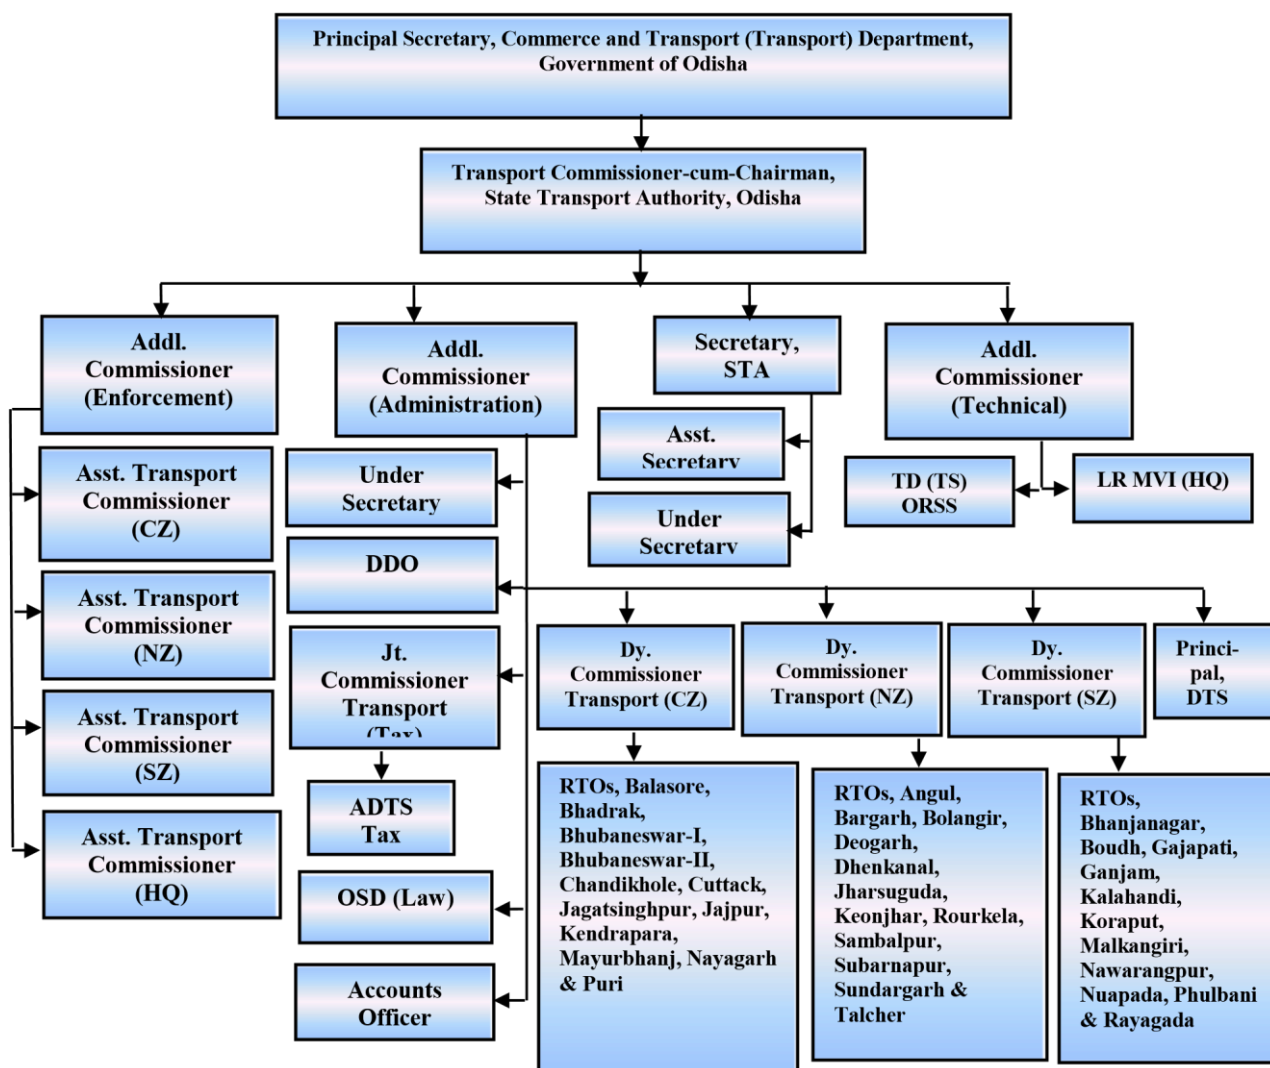 Principal Secretary, Commerce and Transport (Transport) Department,
Government of Odisha
Transport Commissioner-cum-Chairman,
State Transport Authority, Odisha
Addl.
Commissioner
(Enforcement)
Addl.
Commissioner
(Administration)
Secretary,
STA
Addl.
Commissioner
(Technical)
Asst. Transport
Commissioner
(CZ)
Asst. Transport
Commissioner
(NZ)
Asst. Transport
Commissioner
(SZ)
Asst. Transport
Commissioner
(HQ)
Under
Secretary
DDO
Jt.
Commissioner
Transport
(Tax)
ADTS
Tax
OSD (Law)
Accounts
Officer
Asst.
Secretary
Under
Secretary
TD (TS)
ORSS
LR MVI (HQ)
Dy.
Commissioner
Transport (CZ)
Dy.
Commissioner
Transport (NZ)
Dy.
Commissioner
Transport (SZ)
Princi-
pal,
DTS
RTOs, Balasore,
Bhadrak,
Bhubaneswar-I,
Bhubaneswar-II,
Chandikhole, Cuttack,
Jagatsinghpur, Jajpur,
Kendrapara,
Mayurbhanj, Nayagarh
& Puri
RTOs, Angul,
Bargarh, Bolangir,
Deogarh,
Dhenkanal,
Jharsuguda,
Keonjhar, Rourkela,
Sambalpur,
Subarnapur,
Sundargarh &
Talcher
RTOs,
Bhanjanagar,
Boudh, Gajapati,
Ganjam,
Kalahandi,
Koraput,
Malkangiri,
Nawarangpur,
Nuapada, Phulbani
& Rayagada